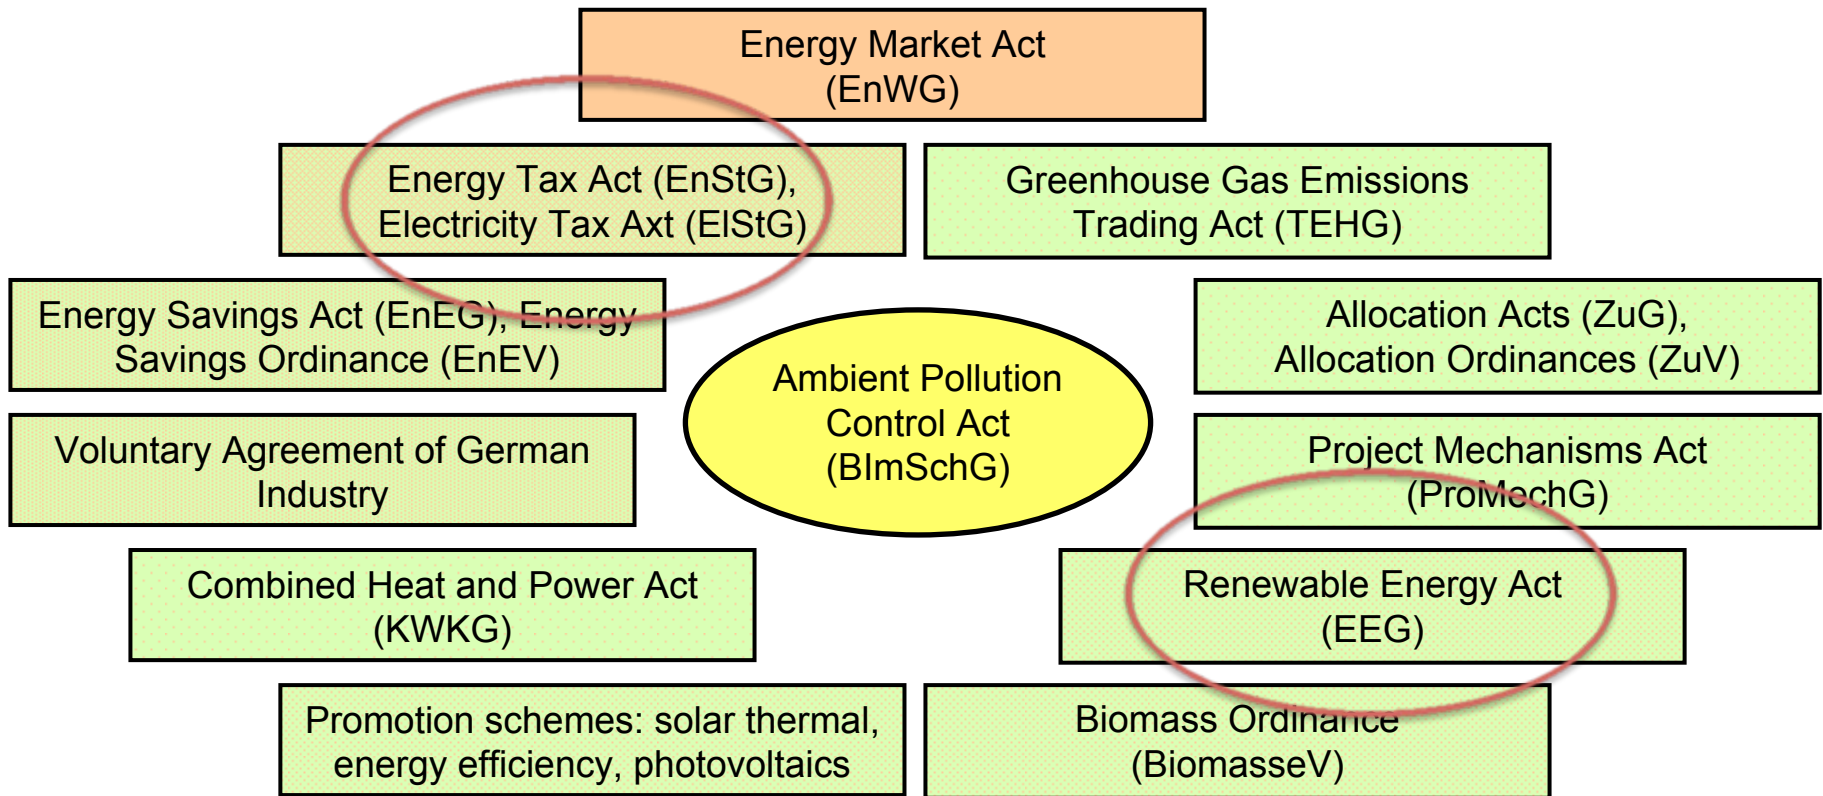 Energy Market Act
(EnWG)
Energy Tax Act (EnStG),
Electricity Tax Axt (ElStG)
Greenhouse Gas Emissions
Trading Act (TEHG)
Energy Savings Act (EnEG), Energy
Savings Ordinance (EnEV)
Allocation Acts (ZuG),
Allocation Ordinances (ZuV)
Ambient Pollution
Control Act
(BImSchG)
Voluntary Agreement of German
Industry
Project Mechanisms Act
(ProMechG)
Combined Heat and Power Act
(KWKG)
Renewable Energy Act
(EEG)
Promotion schemes: solar thermal,
energy efficiency, photovoltaics
Biomass Ordinance
(BiomasseV)